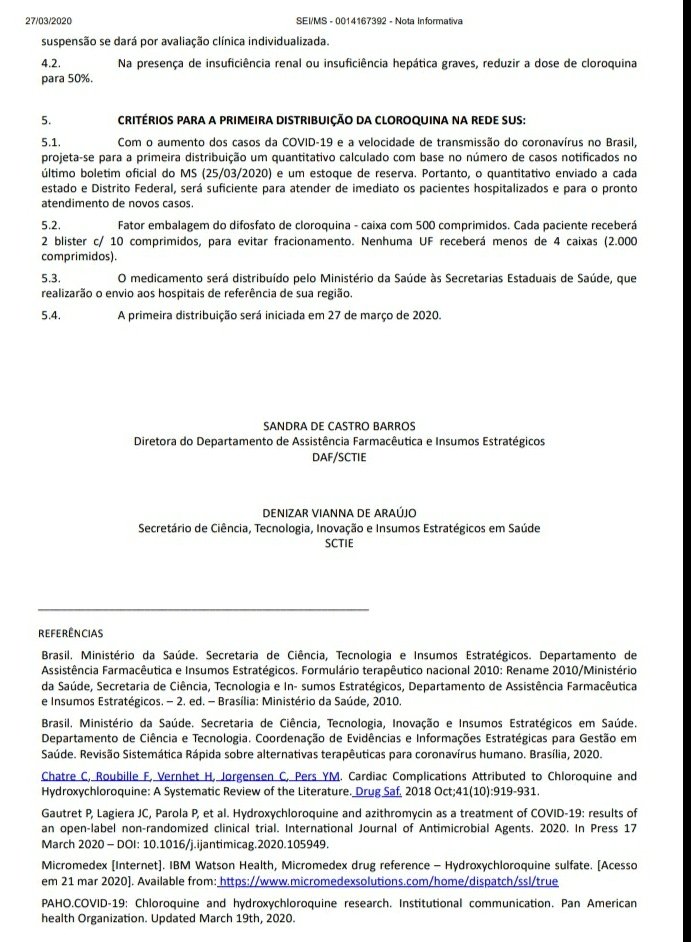 27/03/2020 SEI/MS - 0014167392 - Nota Informativa
suspensão se dará por avaliação clínica individualizada.
4.2. Na presença de insuficiência renal ou insuficiência hepática graves, reduzir a dose de cloroquina
para 50%.
5. CRITÉRIOS PARA A PRIMEIRA DISTRIBUIÇÃO DA CLOROQUINA NA REDE SUS:
5.1. Com o aumento dos casos da COVID-19 e a velocidade de transmissão do coronavírus no Brasil,
projeta-se para a primeira distribuição um quantitativo calculado com base no número de casos notificados no
último boletim oficial do MS (25/03/2020) e um estoque de reserva. Portanto, o quantitativo enviado a cada
estado e Distrito Federal, será suficiente para atender de imediato os pacientes hospitalizados e para o pronto
atendimento de novos casos.
5.2. Fator embalagem do difosfato de cloroquina - caixa com 500 comprimidos. Cada paciente receberá
2 blister c/ 10 comprimidos, para evitar fracionamento. Nenhuma UF receberá menos de 4 caixas (2.000
comprimidos).
5.3. O medicamento será distribuído pelo Ministério da Saúde às Secretarias Estaduais de Saúde, que
realizarão o envio aos hospitais de referência de sua região.
5.4. A primeira distribuição será iniciada em 27 de março de 2020.
SANDRA DE CASTRO BARROS
Diretora do Departamento de Assistência Farmacêutica e Insumos Estratégicos
DAF/SCTIE
DENIZAR VIANNA DE ARAÚJO
Secretário de Ciência, Tecnologia, Inovação e Insumos Estratégicos em Saúde
SCTIE
REFERÊNCIAS
Brasil. Ministério da Saúde. Secretaria de Ciência, Tecnologia e Insumos Estratégicos. Departamento de
Assistência Farmacêutica e Insumos Estratégicos. Formulário terapêutico nacional 2010: Rename 2010/Ministério
da Saúde, Secretaria de Ciência, Tecnologia e In- sumos Estratégicos, Departamento de Assistência Farmacêutica
e Insumos Estratégicos. – 2. ed. – Brasília: Ministério da Saúde, 2010.
Brasil. Ministério da Saúde. Secretaria de Ciência, Tecnologia, Inovação e Insumos Estratégicos em Saúde.
Departamento de Ciência e Tecnologia. Coordenação de Evidências e Informações Estratégicas para Gestão em
Saúde. Revisão Sistemática Rápida sobre alternativas terapêuticas para coronavírus humano. Brasília, 2020.
Chatre C, Roubille F, Vernhet H, Jorgensen C, Pers YM. Cardiac Complications Attributed to Chloroquine and
Hydroxychloroquine: A Systematic Review of the Literature. Drug Saf. 2018 Oct;41(10):919-931.
Gautret P, Lagiera JC, Parola P, et al. Hydroxychloroquine and azithromycin as a treatment of COVID-19: results of
an open-label non-randomized clinical trial. International Journal of Antimicrobial Agents. 2020. In Press 17
March 2020 – DOI: 10.1016/j.ijantimicag.2020.105949.
Micromedex [Internet]. IBM Watson Health, Micromedex drug reference – Hydroxychloroquine sulfate. [Acesso
em 21 mar 2020]. Available from: https://www.micromedexsolutions.com/home/dispatch/ssl/true
PAHO.COVID-19: Chloroquine and hydroxychloroquine research. Institutional communication. Pan American
health Organization. Updated March 19th, 2020.